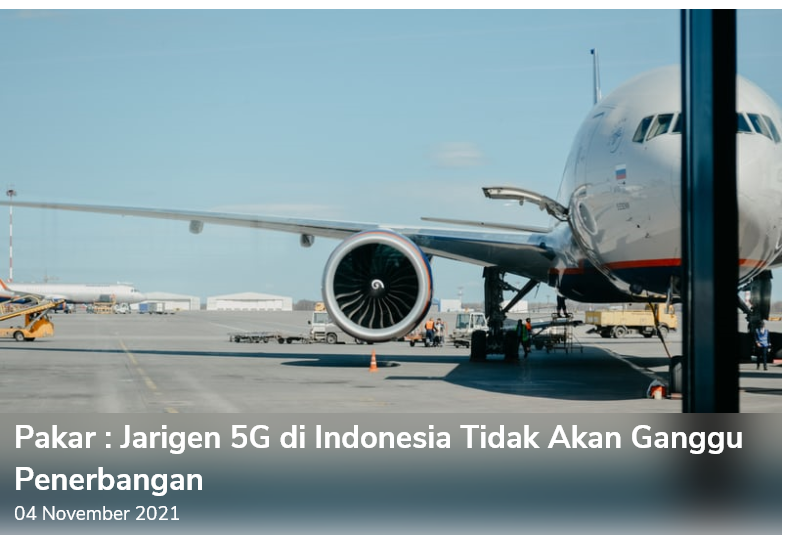 Pakar : Jarigen 5G di Indonesia Tidak Akan Ganggu
Penerbangan
04 November 2021